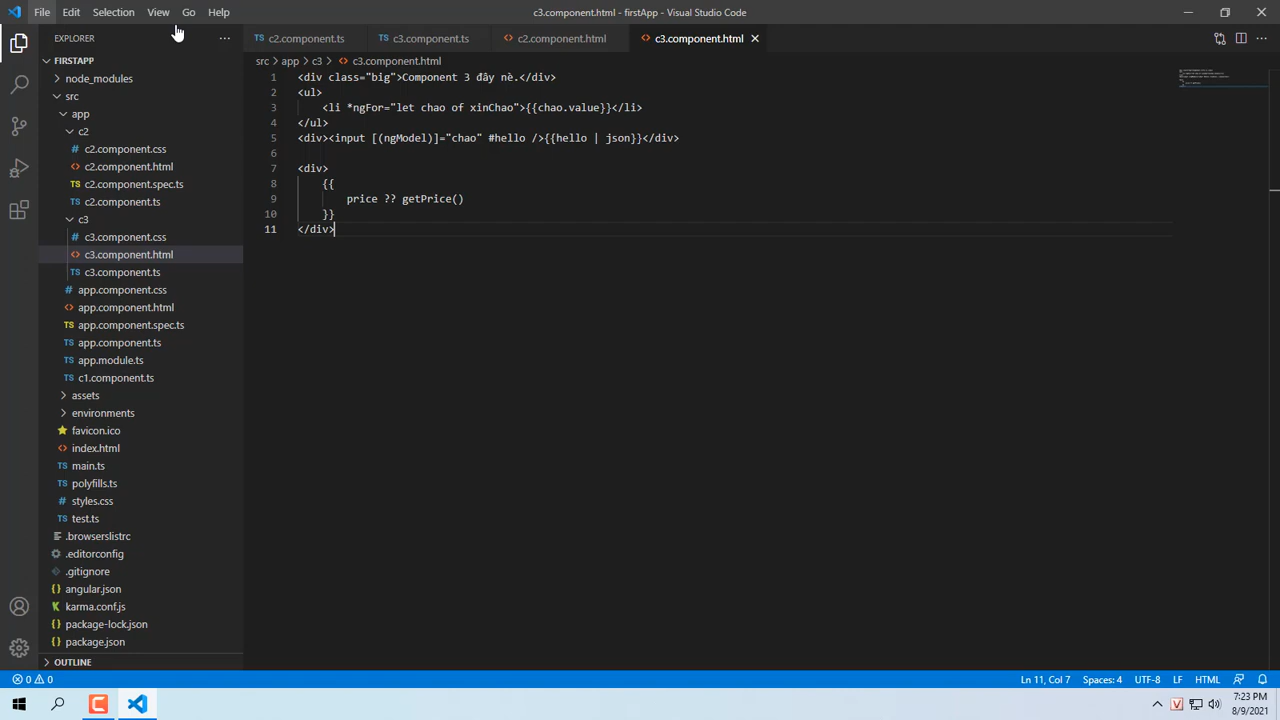 File Edit Selection View Go Help
c3.component.html - firstApp - Visual Studio Code
EXPLORER
c2.component.ts c3.component.ts c2.component.html c3.component.html
FIRSTAPP
node_modules
src
app
c2
c2.component.css
c2.component.html
c2.component.spec.ts
c2.component.ts
c3
c3.component.css
c3.component.html
c3.component.ts
app.component.css
app.component.html
app.component.spec.ts
app.component.ts
app.module.ts
c1.component.ts
assets
environments
favicon.ico
index.html
main.ts
polyfills.ts
styles.css
test.ts
.browserslistrc
.editorconfig
.gitignore
angular.json
karma.conf.js
package-lock.json
package.json
OUTLINE
src > app > c3 > c3.component.html
1 <div class="big">Component 3 đây nè.</div>
2 <ul>
3 <li *ngFor="let chao of xinChao">{{chao.value}}</li>
4 </ul>
5 <div><input [(ngModel)]="chao" #hello />{{hello | json}}</div>
6
7 <div>
8 {{
9 price ?? getPrice()
10 }}
11 </div>
0 0 Ln 11, Col 7 Spaces: 4 UTF-8 LF HTML
7:23 PM
8/9/2021